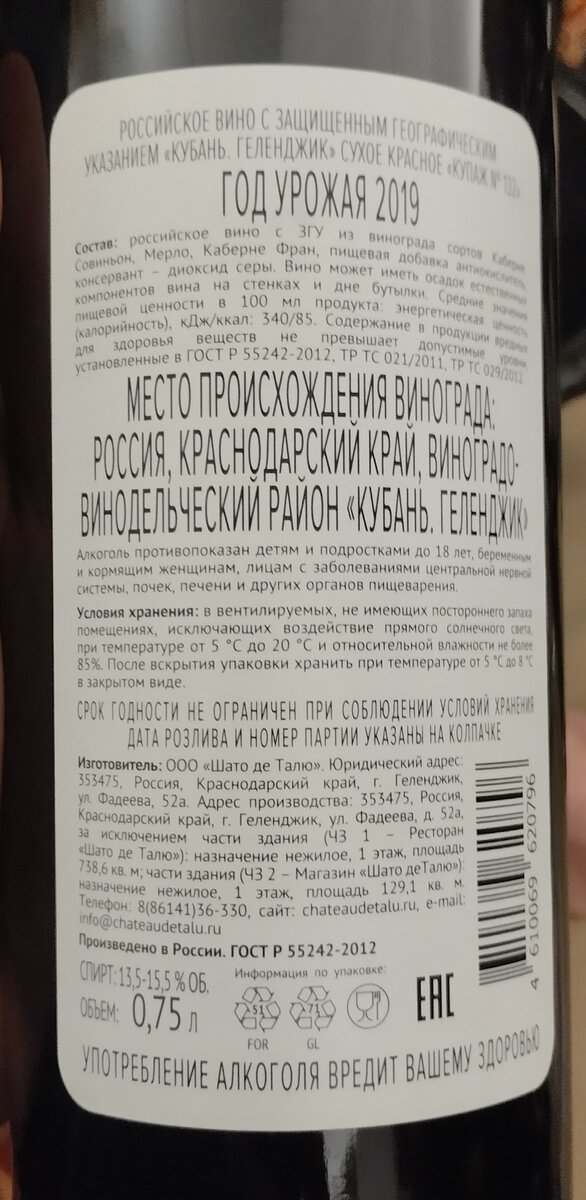 РОССИЙСКОЕ ВИНО С ЗАЩИЩЕННЫМ ГЕОГРАФИЧЕСКИМ
УКАЗАНИЕМ «КУБАНЬ. ГЕЛЕНДЖИК» СУХОЕ КРАСНОЕ «КУПАЖ № 132»
ГОД УРОЖАЯ 2019
Состав: российское вино с ЗГУ из винограда сортов Каберне
Совиньон, Мерло, Каберне Фран, пищевая добавка антиокислитель,
консервант – диоксид серы. Вино может иметь осадок естественных
компонентов вина на стенках и дне бутылки. Средние значения
пищевой ценности в 100 мл продукта: энергетическая ценность
(калорийность), кДж/ккал: 340/85. Содержание в продукции вредных
для здоровья веществ не превышает допустимые уровни,
установленные в ГОСТ Р 55242-2012, ТР ТС 021/2011, ТР ТС 029/2012
МЕСТО ПРОИСХОЖДЕНИЯ ВИНОГРАДА:
РОССИЯ, КРАСНОДАРСКИЙ КРАЙ, ВИНОГРАДО-
ВИНОДЕЛЬЧЕСКИЙ РАЙОН «КУБАНЬ. ГЕЛЕНДЖИК»
Алкоголь противопоказан детям и подросткам до 18 лет, беременным
и кормящим женщинам, лицам с заболеваниями центральной нервной
системы, почек, печени и других органов пищеварения.
Условия хранения: в вентилируемых, не имеющих постороннего запаха
помещениях, исключающих воздействие прямого солнечного света,
при температуре от 5 °С до 20 °С и относительной влажности не более
85%. После вскрытия упаковки хранить при температуре от 5 °С до 8 °С
в закрытом виде.
СРОК ГОДНОСТИ НЕ ОГРАНИЧЕН ПРИ СОБЛЮДЕНИИ УСЛОВИЙ ХРАНЕНИЯ
ДАТА РОЗЛИВА И НОМЕР ПАРТИИ УКАЗАНЫ НА КОЛПАЧКЕ
Изготовитель: ООО «Шато де Талю». Юридический адрес:
353475, Россия, Краснодарский край, г. Геленджик,
ул. Фадеева, 52а. Адрес производства: 353475, Россия,
Краснодарский край, г. Геленджик, ул. Фадеева, д. 52а,
за исключением части здания (ЧЗ 1 – Ресторан
«Шато де Талю»): назначение нежилое, 1 этаж, площадь
738,6 кв. м; части здания (ЧЗ 2 – Магазин «Шато деТалю»):
назначение нежилое, 1 этаж, площадь 129,1 кв. м.
Телефон: 8(86141)36-330, сайт: chateaudetalu.ru, e-mail:
info@chateaudetalu.ru
Произведено в России. ГОСТ Р 55242-2012
4 610069 620796
СПИРТ: 13,5-15,5 % ОБ.
ОБЪЕМ: 0,75 Л
Информация по упаковке:
51
FOR
71
GL
EAC
УПОТРЕБЛЕНИЕ АЛКОГОЛЯ ВРЕДИТ ВАШЕМУ ЗДОРОВЬЮ